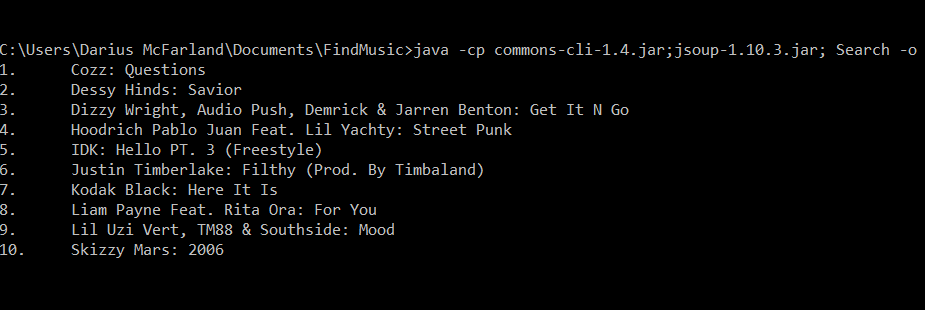 C:\Users\Darius McFarland\Documents\FindMusic>java -cp commons-cli-1.4.jar;jsoup-1.10.3.jar; Search -o
1. Cozz: Questions
2. Dessy Hinds: Savior
3. Dizzy Wright, Audio Push, Demrick & Jarren Benton: Get It N Go
4. Hoodrich Pablo Juan Feat. Lil Yachty: Street Punk
5. IDK: Hello PT. 3 (Freestyle)
6. Justin Timberlake: Filthy (Prod. By Timbaland)
7. Kodak Black: Here It Is
8. Liam Payne Feat. Rita Ora: For You
9. Lil Uzi Vert, TM88 & Southside: Mood
10. Skizzy Mars: 2006